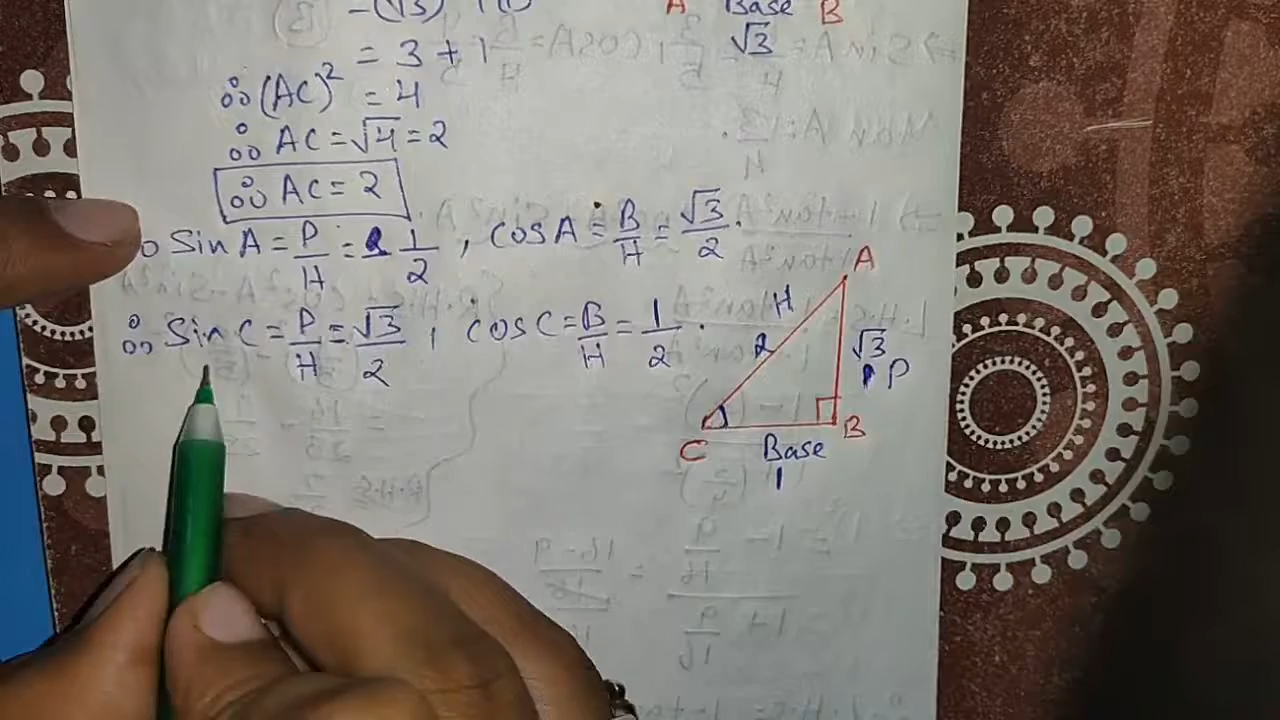 A Base B
= 3 + 1
√3
∴ (AC)² = 4
∴ AC = √4 = 2
∴ AC = 2
Sin A = P/H = 1/2 , cos A = B/H = √3/2 .
∴ Sin C = P/H = √3/2 , cos C = B/H = 1/2 .
A
H
2
√3
P
C
B
Base
1